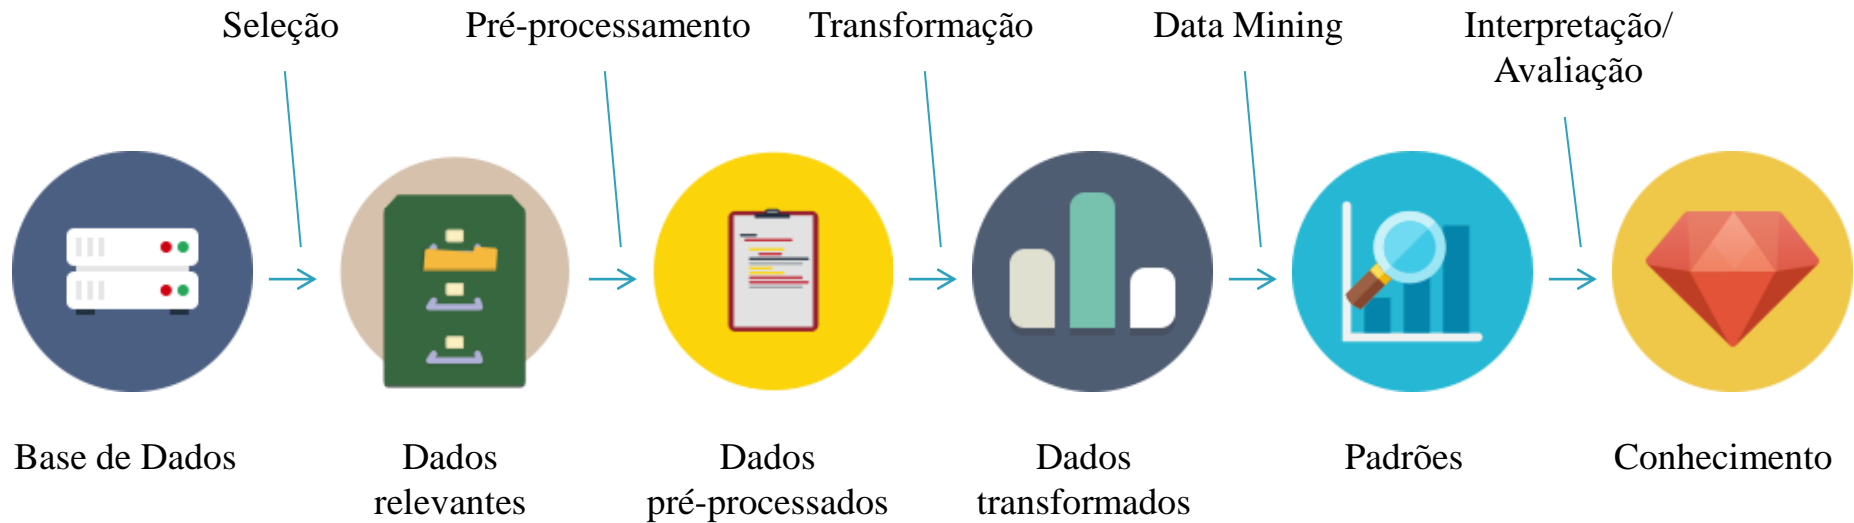 Seleção
Pré-processamento
Transformação
Data Mining
Interpretação/
Avaliação
Base de Dados
Dados
relevantes
Dados
pré-processados
Dados
transformados
Padrões
Conhecimento